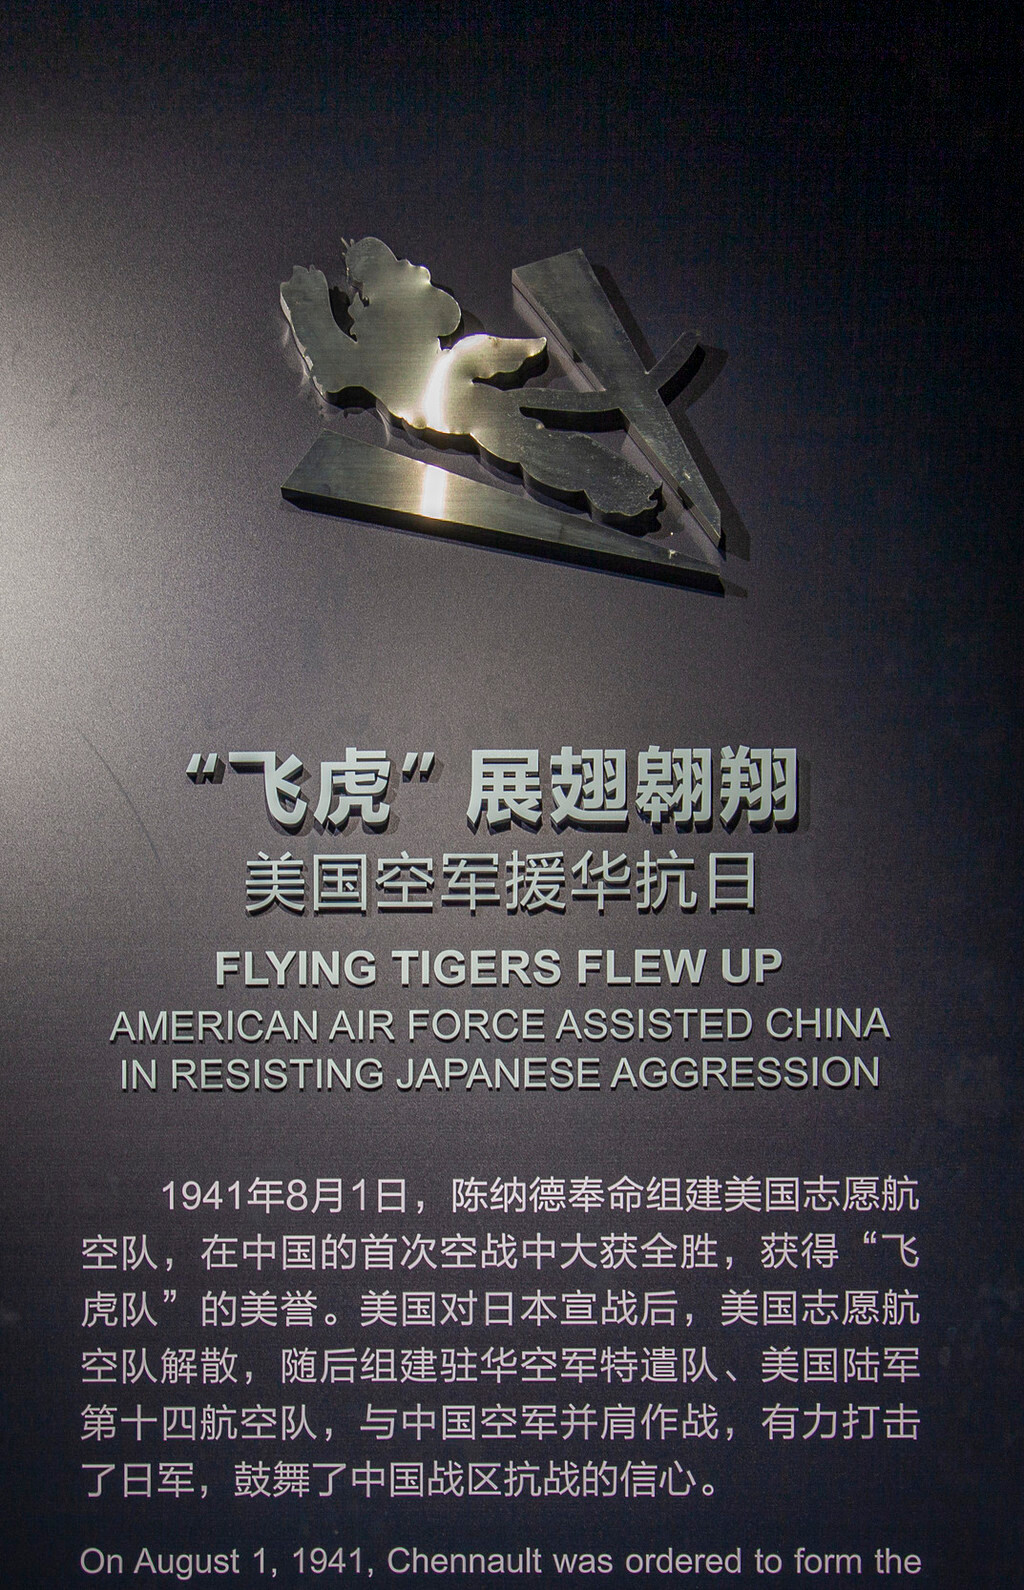 “飞虎”展翅翱翔
美国空军援华抗日
FLYING TIGERS FLEW UP
AMERICAN AIR FORCE ASSISTED CHINA
IN RESISTING JAPANESE AGGRESSION
1941年8月1日，陈纳德奉命组建美国志愿航
空队，在中国的首次空战中大获全胜，获得“飞
虎队”的美誉。美国对日本宣战后，美国志愿航
空队解散，随后组建驻华空军特遣队、美国陆军
第十四航空队，与中国空军并肩作战，有力打击
了日军，鼓舞了中国战区抗战的信心。
On August 1, 1941, Chennault was ordered to form the